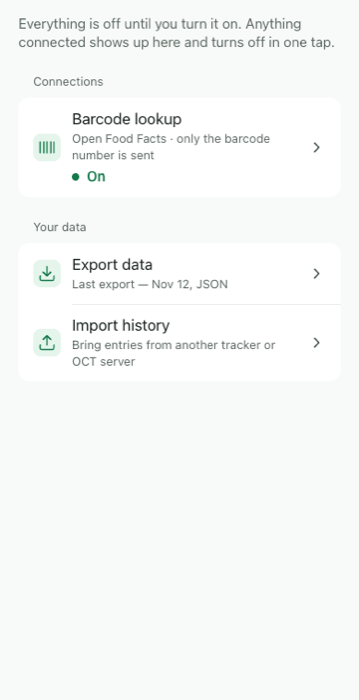 Everything is off until you turn it on. Anything
connected shows up here and turns off in one tap.
Connections
Barcode lookup
Open Food Facts · only the barcode
number is sent
On
Your data
Export data
Last export — Nov 12, JSON
Import history
Bring entries from another tracker or
OCT server